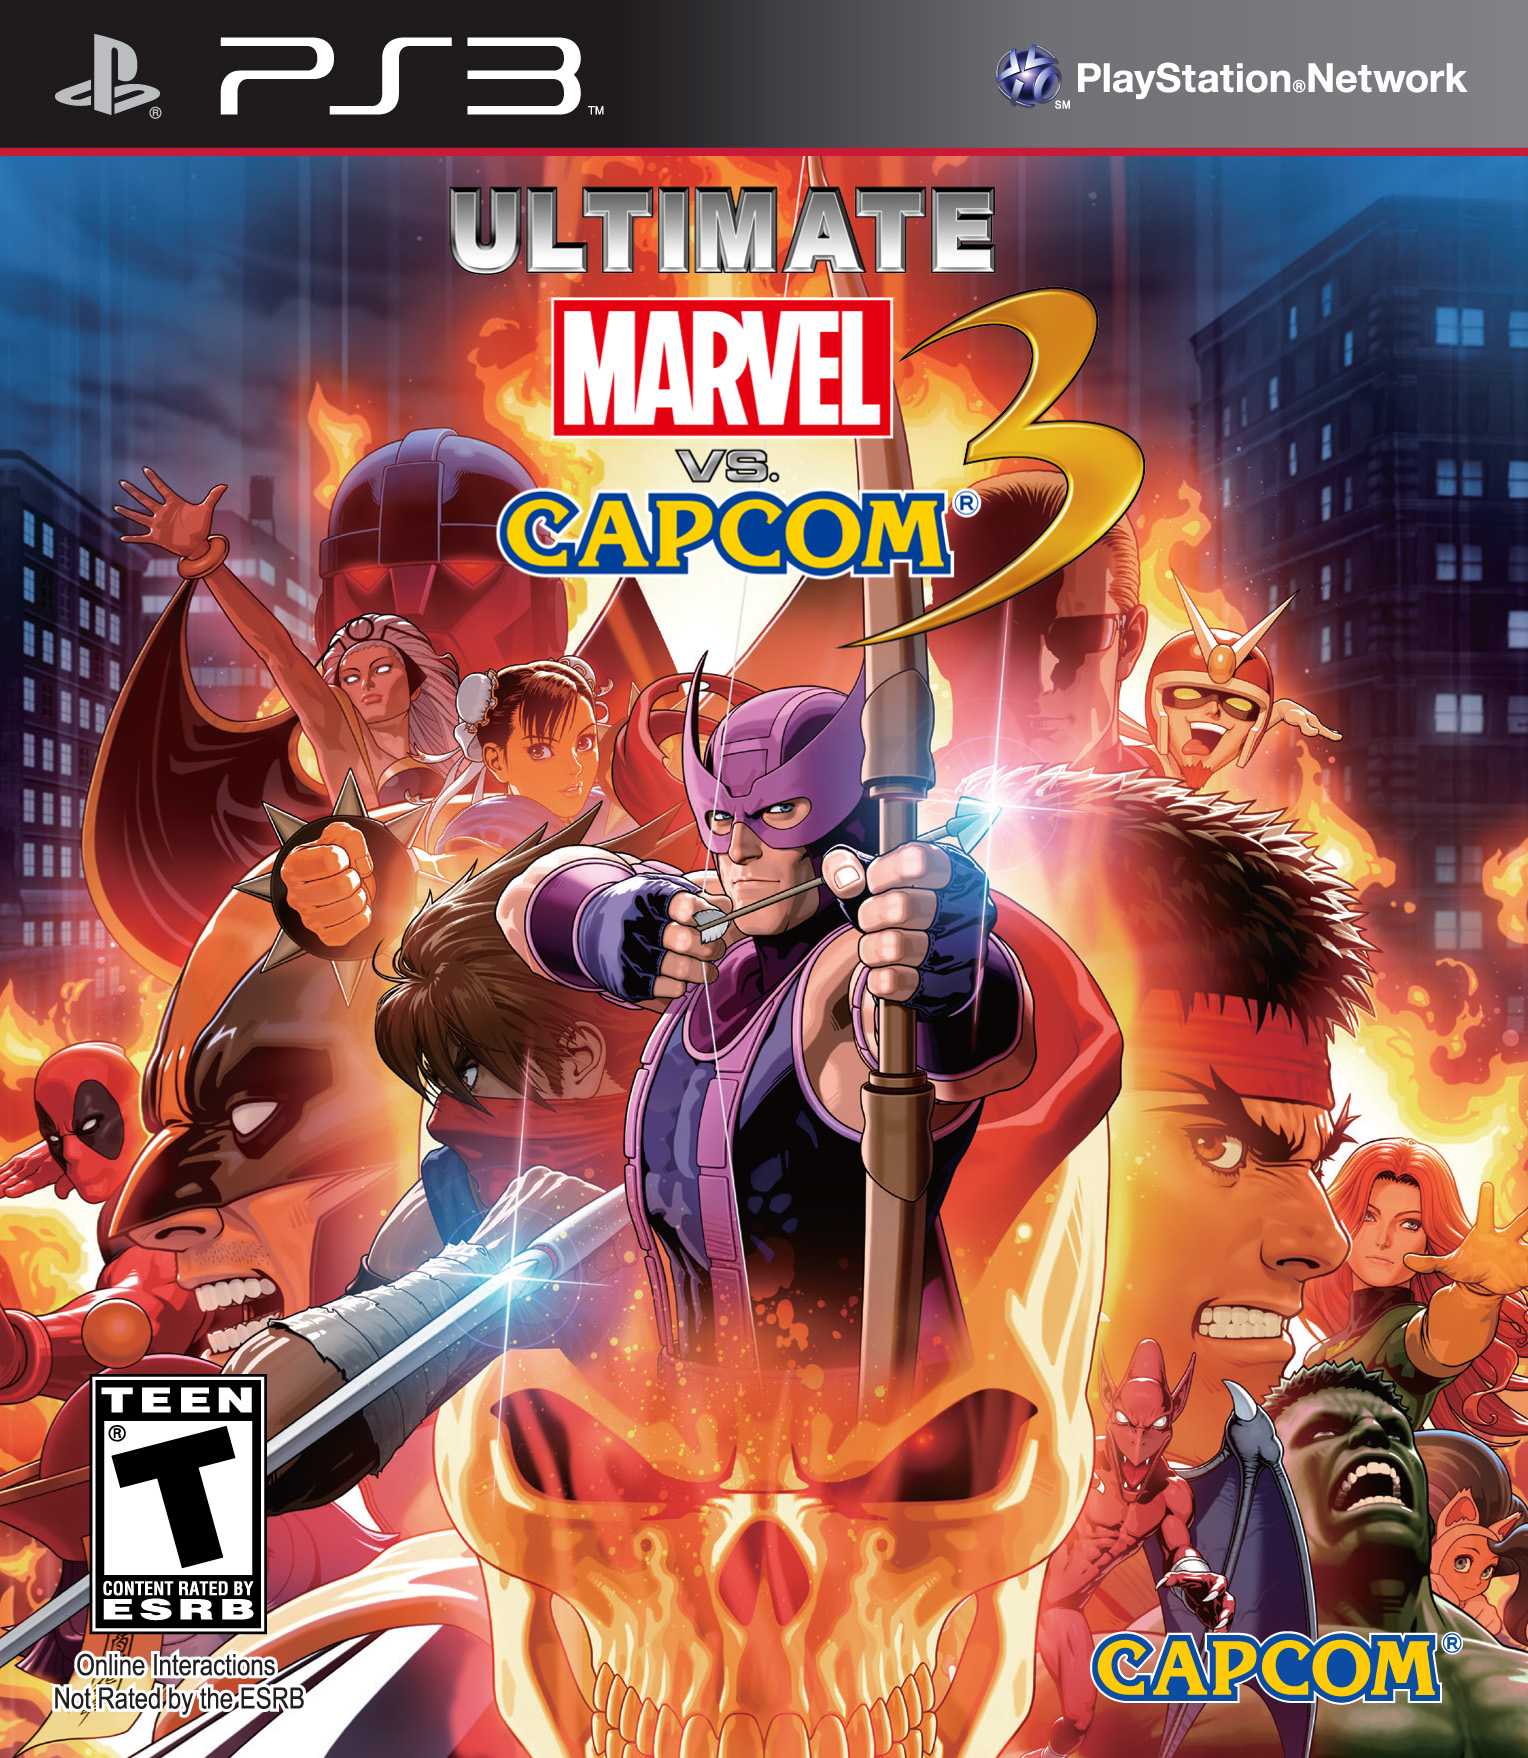 PS3™
PlayStation®Network
SM
ULTIMATE
MARVEL
VS.
CAPCOM®
3
TEEN
®
T
CONTENT RATED BY
ESRB
Online Interactions
Not Rated by the ESRB
CAPCOM®